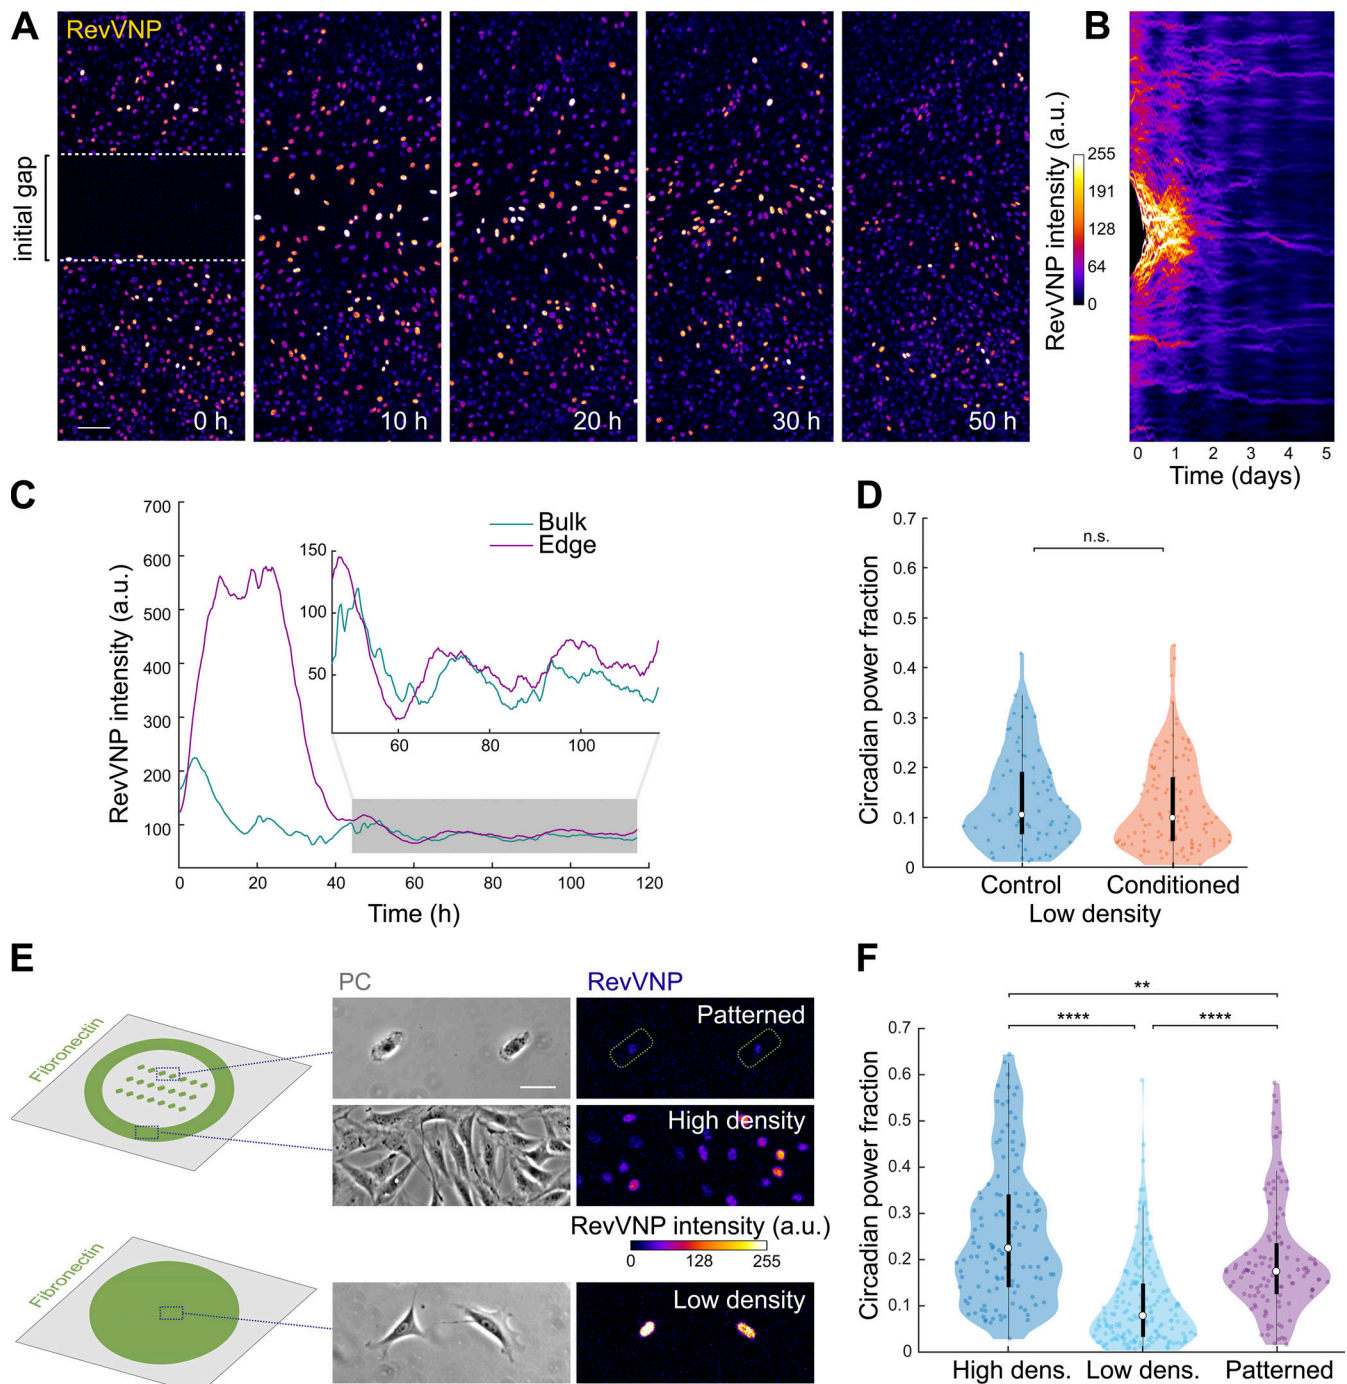 A
RevVNP
initial gap
0 h
10 h
20 h
30 h
50 h
B
RevVNP intensity (a.u.)
255
191
128
64
0
0 1 2 3 4 5
Time (days)
C
RevVNP intensity (a.u.)
700
600
500
400
300
200
100
0 20 40 60 80 100 120
Time (h)
Bulk
Edge
150
100
50
60 80 100
D
Circadian power fraction
0.7
0.6
0.5
0.4
0.3
0.2
0.1
0
n.s.
Control Conditioned
Low density
E
Fibronectin
PC
RevVNP
Patterned
High density
RevVNP intensity (a.u.)
0 128 255
Fibronectin
Low density
F
Circadian power fraction
0.7
0.6
0.5
0.4
0.3
0.2
0.1
0
**
**** ****
High dens. Low dens. Patterned